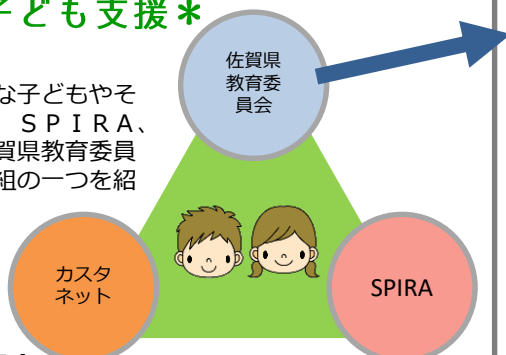 子ども支援＊
な子どもやそ
ＳＰＩＲＡ、
賀県教育委員
組の一つを紹
佐賀県
教育委
員会
カスタ
ネット
SPIRA